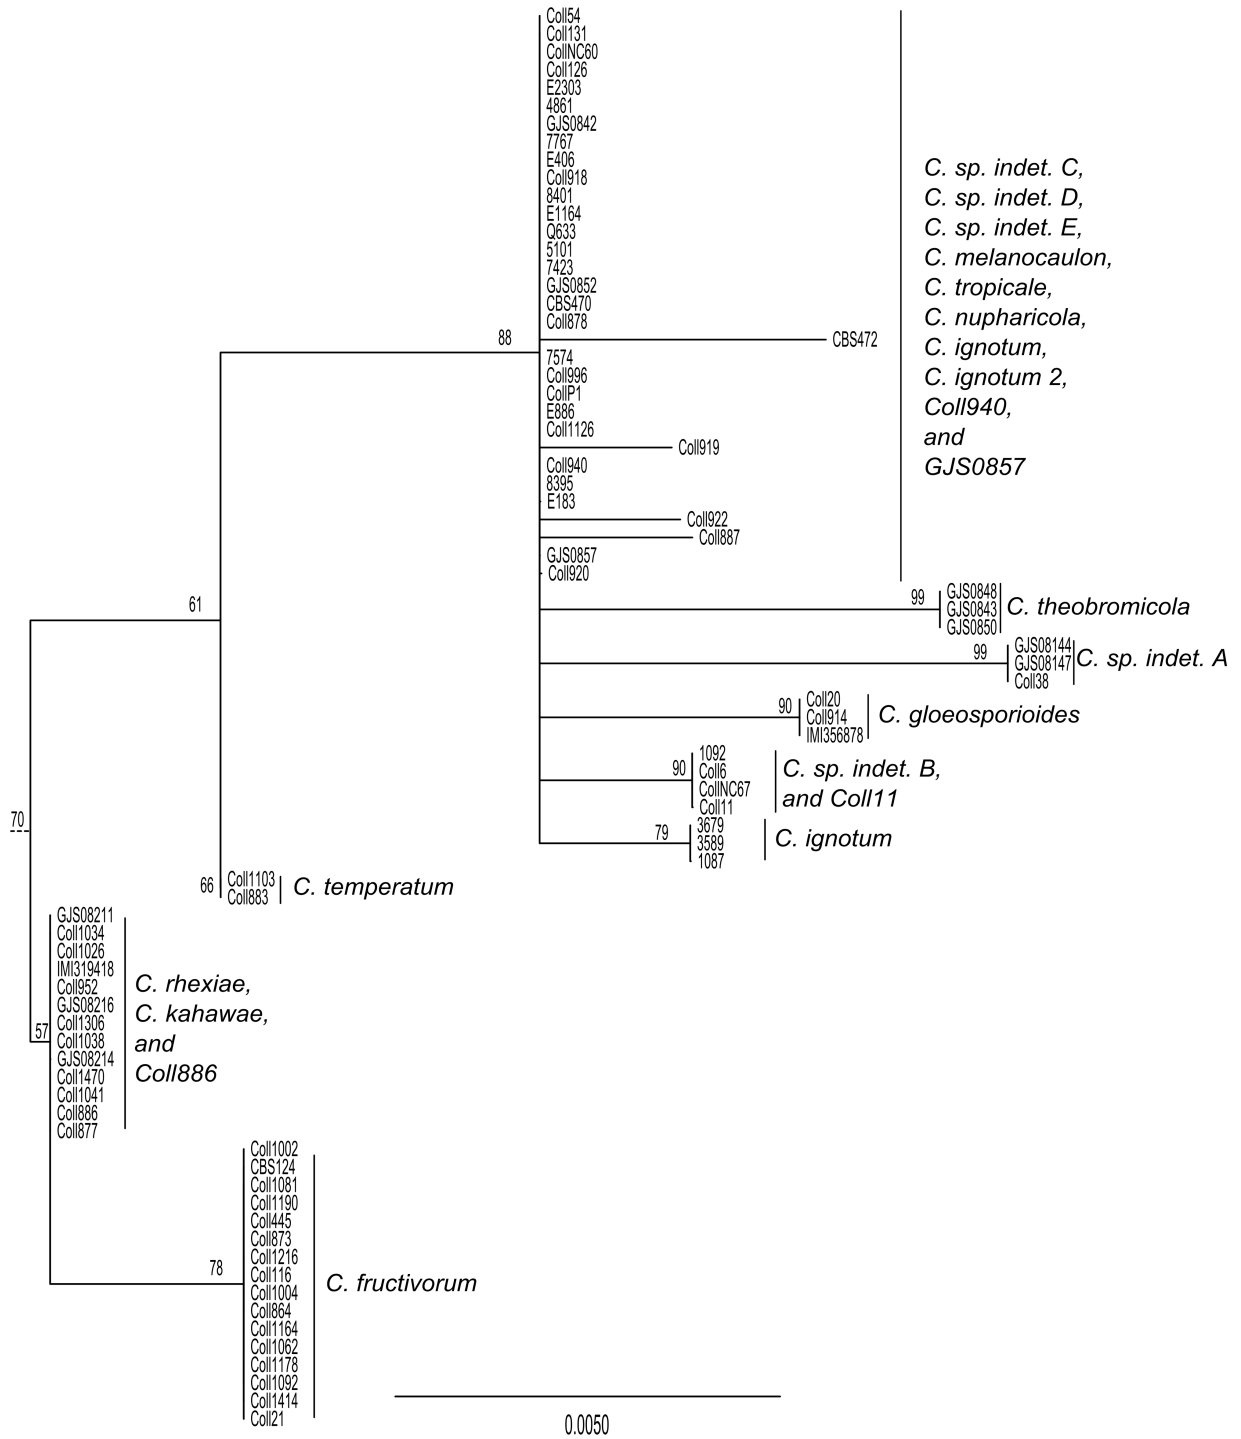 Coll54
Coll131
CollNC60
Coll126
E2303
4861
GJS0842
7767
E406
Coll918
8401
E1164
Q633
5101
7423
GJS0852
CBS470
Coll878
88
CBS472
7574
Coll996
CollP1
E886
Coll1126
Coll919
Coll940
8395
E183
Coll922
Coll887
GJS0857
Coll920
C. sp. indet. C,
C. sp. indet. D,
C. sp. indet. E,
C. melanocaulon,
C. tropicale,
C. nupharicola,
C. ignotum,
C. ignotum 2,
Coll940,
and
GJS0857
61
99
GJS0848
GJS0843
GJS0850
C. theobromicola
99
GJS08144
GJS08147
Coll38
C. sp. indet. A
90
Coll20
Coll914
IMI356878
C. gloeosporioides
90
1092
Coll6
CollNC67
Coll11
C. sp. indet. B,
and Coll11
79
3679
3589
1087
C. ignotum
70
66
Coll1103
Coll883
C. temperatum
57
GJS08211
Coll1034
Coll1026
IMI319418
Coll952
GJS08216
Coll1306
Coll1038
GJS08214
Coll1470
Coll1041
Coll886
Coll877
C. rhexiae,
C. kahawae,
and
Coll886
78
Coll1002
CBS124
Coll1081
Coll1190
Coll445
Coll873
Coll1216
Coll116
Coll1004
Coll864
Coll1164
Coll1062
Coll1178
Coll1092
Coll1414
Coll21
C. fructivorum
0.0050